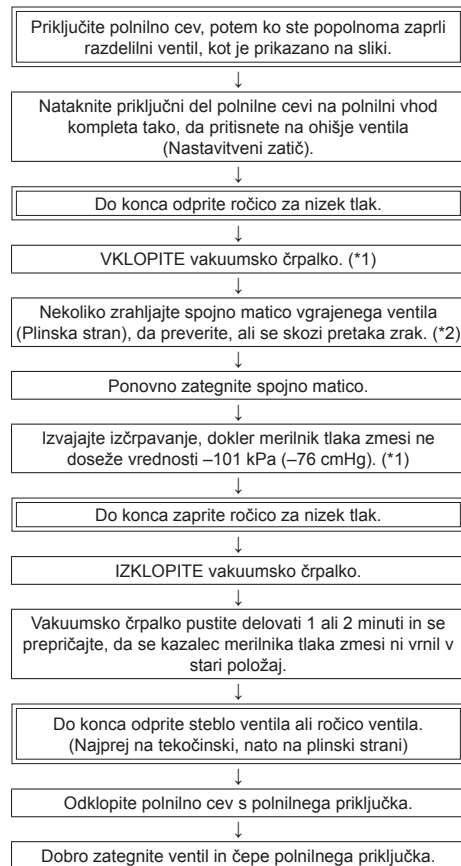 Priključite polnilno cev, potem ko ste popolnoma zaprli
razdelilni ventil, kot je prikazano na sliki.
↓
Nataknite priključni del polnilne cevi na polnilni vhod
kompleta tako, da pritisnete na ohišje ventila
(Nastavitveni zatič).
↓
Do konca odprite ročico za nizek tlak.
↓
VKLOPITE vakuumsko črpalko. (*1)
↓
Nekoliko zrahljajte spojno matico vgrajenega ventila
(Plinska stran), da preverite, ali se skozi pretaka zrak. (*2)
↓
Ponovno zategnite spojno matico.
↓
Izvajajte izčrpavanje, dokler merilnik tlaka zmesi ne
doseže vrednosti –101 kPa (–76 cmHg). (*1)
↓
Do konca zaprite ročico za nizek tlak.
↓
IZKLOPITE vakuumsko črpalko.
↓
Vakuumsko črpalko pustite delovati 1 ali 2 minuti in se
prepričajte, da se kazalec merilnika tlaka zmesi ni vrnil v
stari položaj.
↓
Do konca odprite steblo ventila ali ročico ventila.
(Najprej na tekočinski, nato na plinski strani)
↓
Odklopite polnilno cev s polnilnega priključka.
↓
Dobro zategnite ventil in čepe polnilnega priključka.